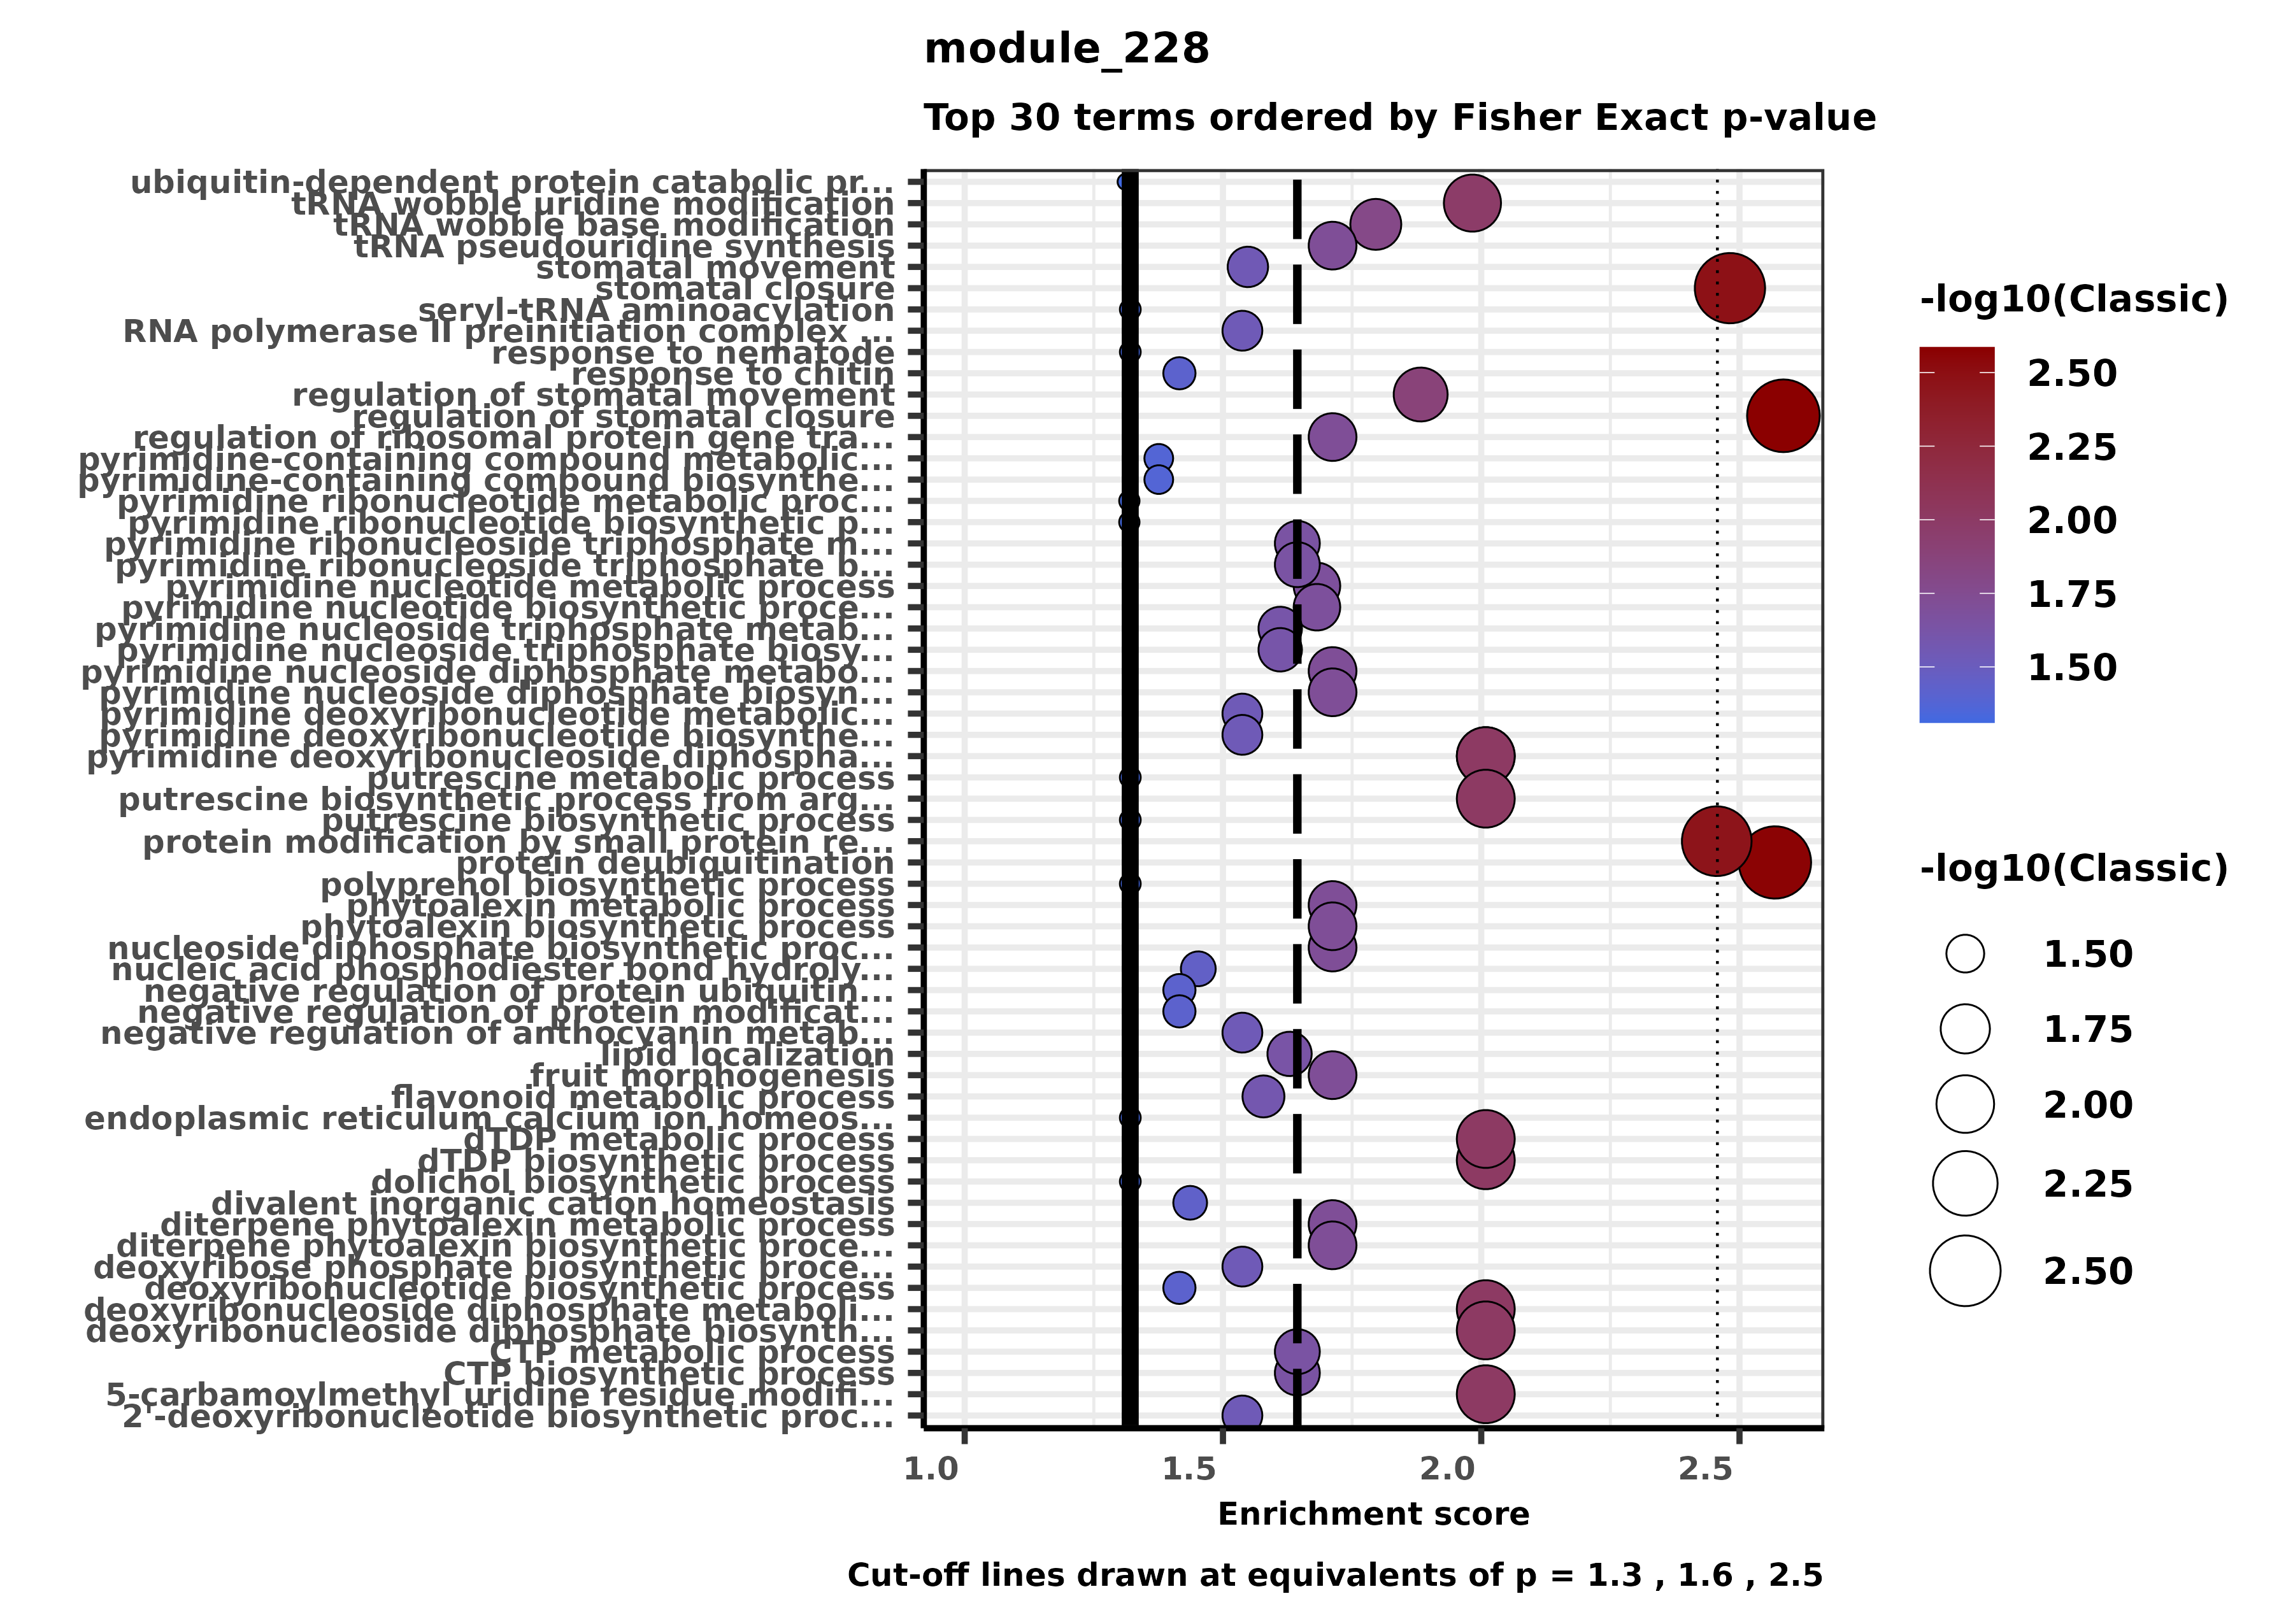 module_228
Top 30 terms ordered by Fisher Exact p-value
ubiquitin-dependent protein catabolic pr...
tRNA wobble uridine modification
tRNA wobble base modification
tRNA pseudouridine synthesis
stomatal movement
stomatal closure
seryl-tRNA aminoacylation
RNA polymerase II preinitiation complex ...
response to nematode
response to chitin
regulation of stomatal movement
regulation of stomatal closure
regulation of ribosomal protein gene tra...
pyrimidine-containing compound metabolic...
pyrimidine-containing compound biosynthe...
pyrimidine ribonucleotide metabolic proc...
pyrimidine ribonucleotide biosynthetic p...
pyrimidine ribonucleoside triphosphate m...
pyrimidine ribonucleoside triphosphate b...
pyrimidine nucleotide metabolic process
pyrimidine nucleotide biosynthetic proce...
pyrimidine nucleoside triphosphate metab...
pyrimidine nucleoside triphosphate biosy...
pyrimidine nucleoside diphosphate metabo...
pyrimidine nucleoside diphosphate biosyn...
pyrimidine deoxyribonucleotide metabolic...
pyrimidine deoxyribonucleotide biosynthe...
pyrimidine deoxyribonucleoside diphospha...
putrescine metabolic process
putrescine biosynthetic process from arg...
putrescine biosynthetic process
protein modification by small protein re...
protein deubiquitination
polyprenol biosynthetic process
phytoalexin metabolic process
phytoalexin biosynthetic process
nucleoside diphosphate biosynthetic proc...
nucleic acid phosphodiester bond hydroly...
negative regulation of protein ubiquitin...
negative regulation of protein modificat...
negative regulation of anthocyanin metab...
lipid localization
fruit morphogenesis
flavonoid metabolic process
endoplasmic reticulum calcium ion homeos...
dTDP metabolic process
dTDP biosynthetic process
dolichol biosynthetic process
divalent inorganic cation homeostasis
diterpene phytoalexin metabolic process
diterpene phytoalexin biosynthetic proce...
deoxyribose phosphate biosynthetic proce...
deoxyribonucleotide biosynthetic process
deoxyribonucleoside diphosphate metaboli...
deoxyribonucleoside diphosphate biosynth...
CTP metabolic process
CTP biosynthetic process
5-carbamoylmethyl uridine residue modifi...
2'-deoxyribonucleotide biosynthetic proc...
1.0 1.5 2.0 2.5
Enrichment score
Cut-off lines drawn at equivalents of p = 1.3 , 1.6 , 2.5
-log10(Classic)
2.50
2.25
2.00
1.75
1.50
-log10(Classic)
1.50
1.75
2.00
2.25
2.50